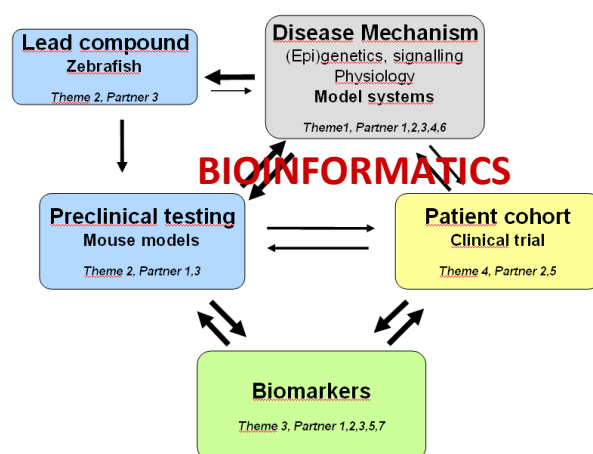 Lead compound
Zebrafish
Theme 2, Partner 3
Disease Mechanism
(Epi)genetics, signalling
Physiology
Model systems
Theme1, Partner 1,2,3,4,6
BIOINFORMATICS
Preclinical testing
Mouse models
Theme 2, Partner 1,3
Patient cohort
Clinical trial
Theme 4, Partner 2,5
Biomarkers
Theme 3, Partner 1,2,3,5,7